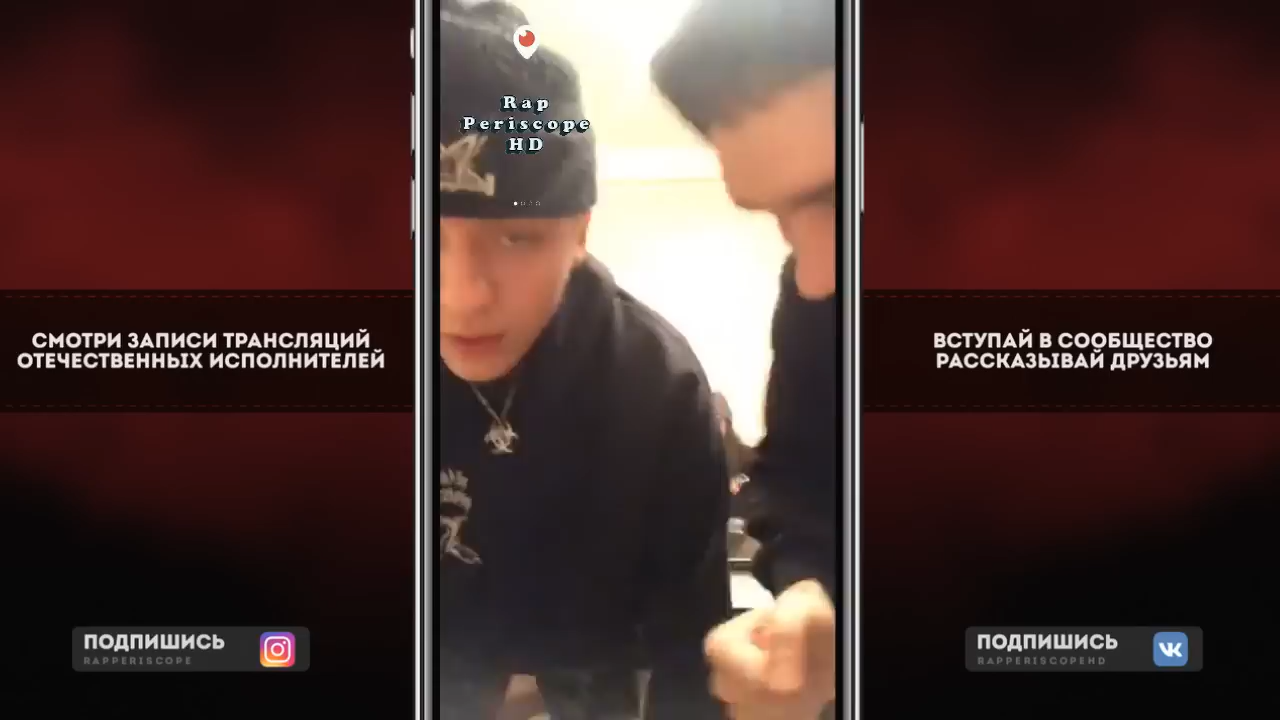 Rap
Periscope
HD
СМОТРИ ЗАПИСИ ТРАНСЛЯЦИЙ
ОТЕЧЕСТВЕННЫХ ИСПОЛНИТЕЛЕЙ
ВСТУПАЙ В СООБЩЕСТВО
РАССКАЗЫВАЙ ДРУЗЬЯМ
ПОДПИШИСЬ
RAPPERISCOPE
ПОДПИШИСЬ
RAPPERISCOPEHD